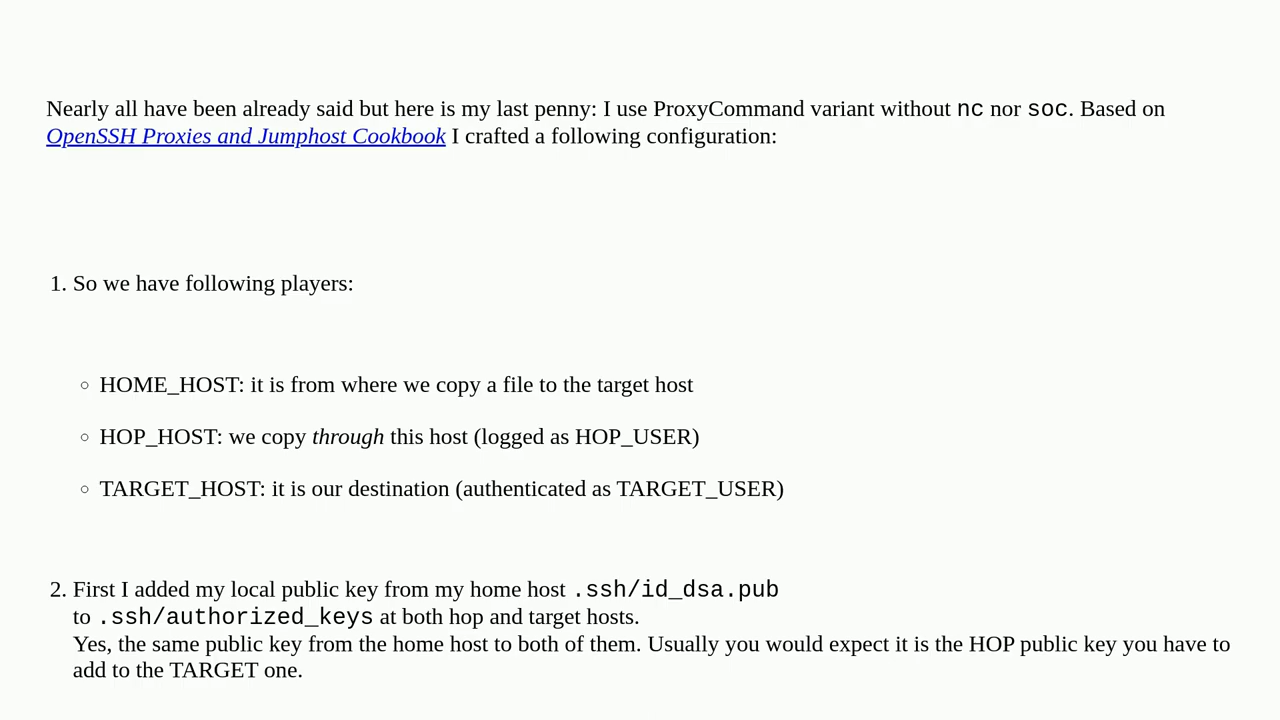 Nearly all have been already said but here is my last penny: I use ProxyCommand variant without nc nor soc. Based on
OpenSSH Proxies and Jumphost Cookbook I crafted a following configuration:
1. So we have following players:
◦ HOME_HOST: it is from where we copy a file to the target host
◦ HOP_HOST: we copy through this host (logged as HOP_USER)
◦ TARGET_HOST: it is our destination (authenticated as TARGET_USER)
2. First I added my local public key from my home host .ssh/id_dsa.pub
to .ssh/authorized_keys at both hop and target hosts.
Yes, the same public key from the home host to both of them. Usually you would expect it is the HOP public key you have to
add to the TARGET one.